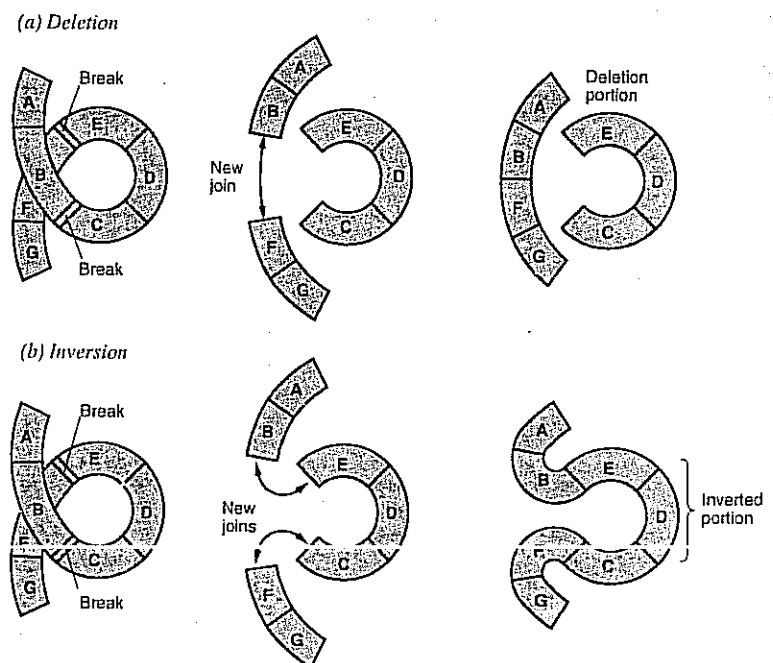 (a) Deletion
Break
A
B
F
G
E
D
C
Break
A
B
New
join
F
G
E
D
C
Deletion
portion
A
B
F
G
E
D
C
(b) Inversion
Break
A
B
F
G
E
D
C
Break
A
B
New
joins
F
G
E
D
C
A
B
E
D
C
F
G
Inverted
portion